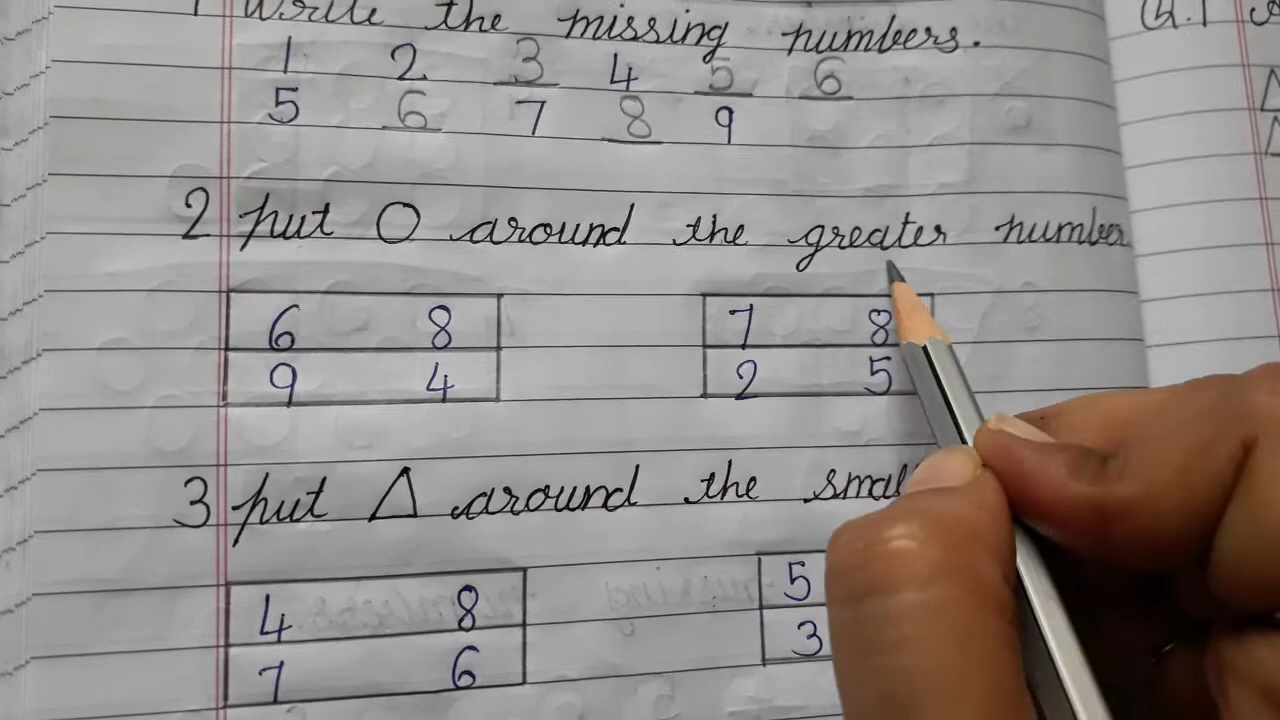 1 Write the missing numbers.
1 2 3 4 5 6
5 6 7 8 9
2 put O around the greater number
6 8 7 8
9 4 2 5
3 put △ around the
4 8 5
7 6 3